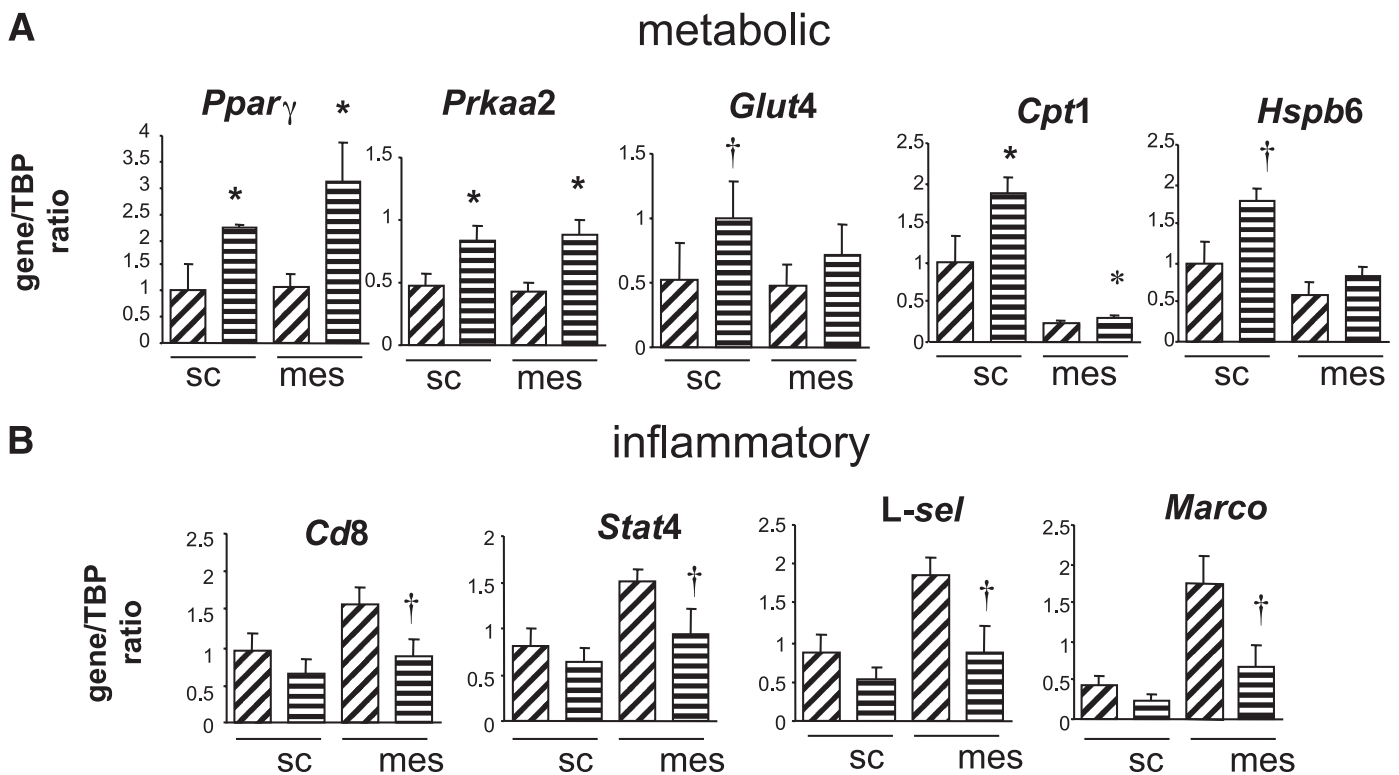 A
metabolic
Pparγ
Prkaa2
Glut4
Cpt1
Hspb6
gene/TBP
ratio
4
3.5
3
2.5
2
1.5
1
0.5
0
*
*
sc
mes
1.5
1
0.5
0
*
*
sc
mes
1.5
1
0.5
0
†
sc
mes
2.5
2
1.5
1
0.5
0
*
*
sc
mes
2.5
2
1.5
1
0.5
0
†
sc
mes
B
inflammatory
Cd8
Stat4
L-sel
Marco
gene/TBP
ratio
2.5
2
1.5
1
0.5
0
†
sc
mes
2
1.5
1
0.5
0
†
sc
mes
2.5
2
1.5
1
0.5
0
†
sc
mes
2.5
2
1.5
1
0.5
0
†
sc
mes